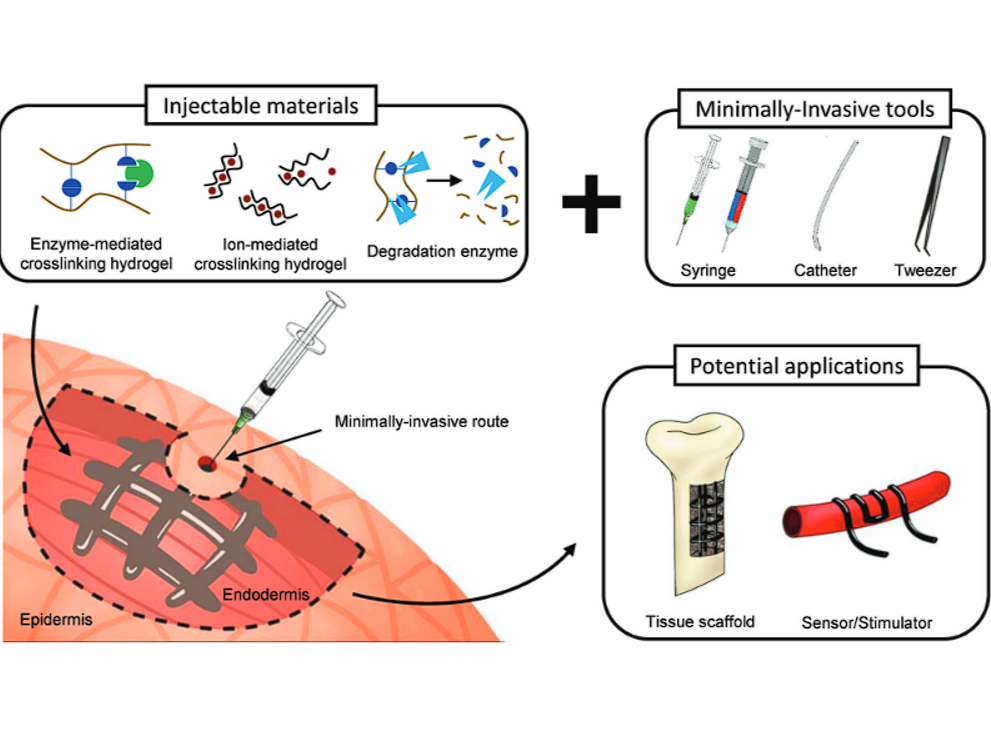 Injectable materials
Enzyme-mediated
crosslinking hydrogel
Ion-mediated
crosslinking hydrogel
Degradation enzyme
Minimally-Invasive tools
Syringe
Catheter
Tweezer
Minimally-invasive route
Endodermis
Epidermis
Potential applications
Tissue scaffold
Sensor/Stimulator